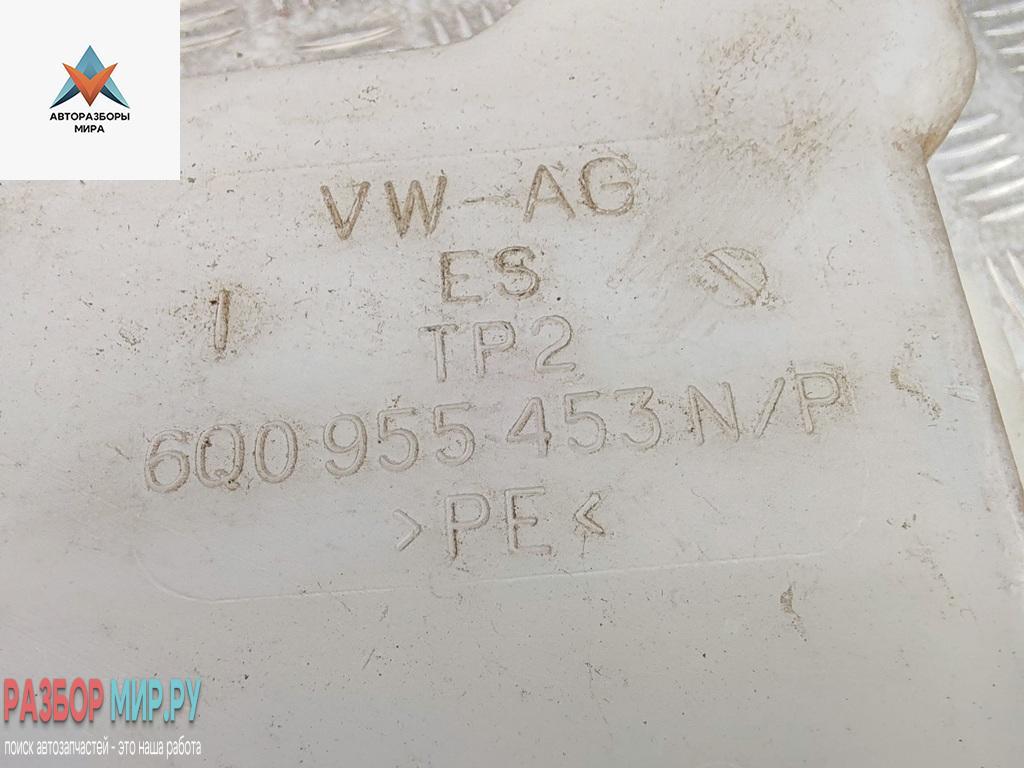 АВТОРАЗБОРЫ
МИРА
VW AG
ES
TP2
6Q0 955 453 N/P
>PE<
РАЗБОР МИР.РУ
поиск автозапчастей - это наша работа